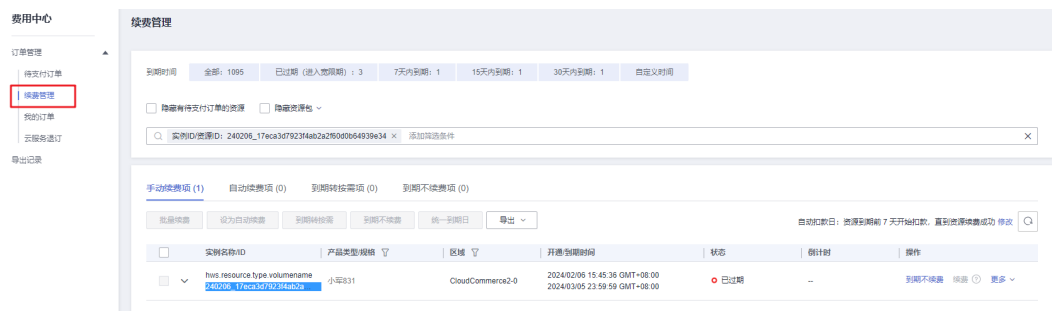 费用中心
续费管理
订单管理
待支付订单
续费管理
我的订单
云服务退订
导出记录
到期时间 全部：1095 已过期（进入宽限期）：3 7天内到期：1 15天内到期：1 30天内到期：1 自定义时间
隐藏有待支付订单的资源 隐藏资源包
实例ID/资源ID：240206_17eca3d7923f4ab2a2f60d0b64939e34 × 添加筛选条件
手动续费项 (1) 自动续费项 (0) 到期转按需项 (0) 到期不续费项 (0)
批量续费 设为自动续费 到期转按需 到期不续费 统一到期日 导出
自动扣款日：资源到期前 7 天开始扣款，直到资源续费成功 修改
实例名称/ID 产品类型/规格 区域 开通/到期时间 状态 倒计时 操作
hws.resource.type.volumename 小军831 CloudCommerce2-0 2024/02/06 15:45:36 GMT+08:00 已过期 -- 到期不续费 续费 更多
240206_17eca3d7923f4ab2a... 2024/03/05 23:59:59 GMT+08:00